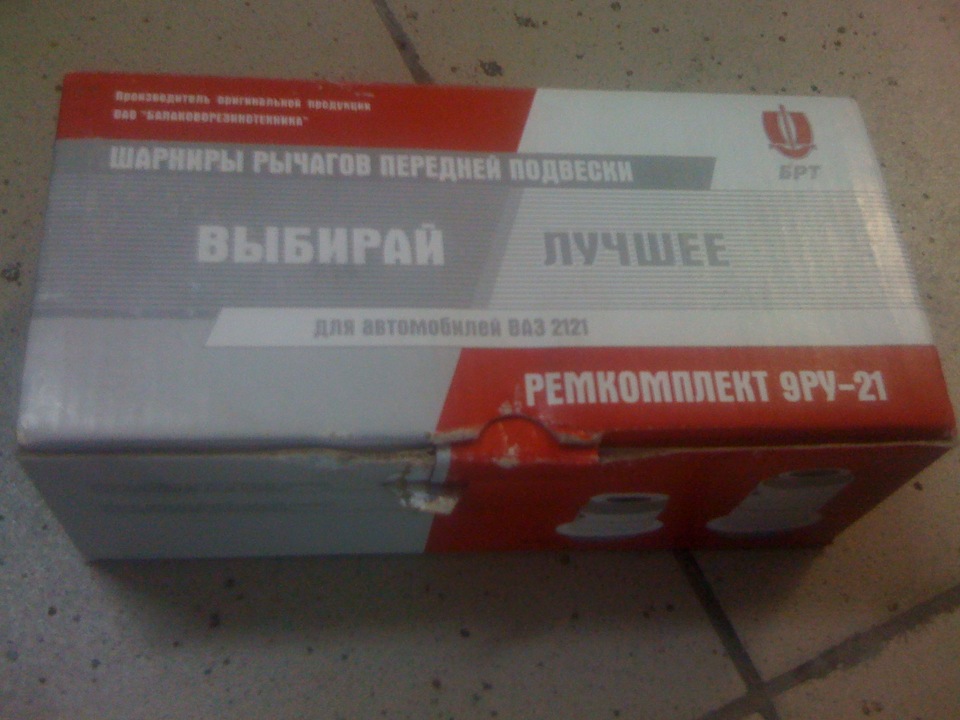 Производитель оригинальной продукции
ОАО "БАЛАКОВОРЕЗИНОТЕХНИКА"
БРТ
ШАРНИРЫ РЫЧАГОВ ПЕРЕДНЕЙ ПОДВЕСКИ
ВЫБИРАЙ ЛУЧШЕЕ
для автомобилей ВАЗ 2121
РЕМКОМПЛЕКТ 9РУ-21